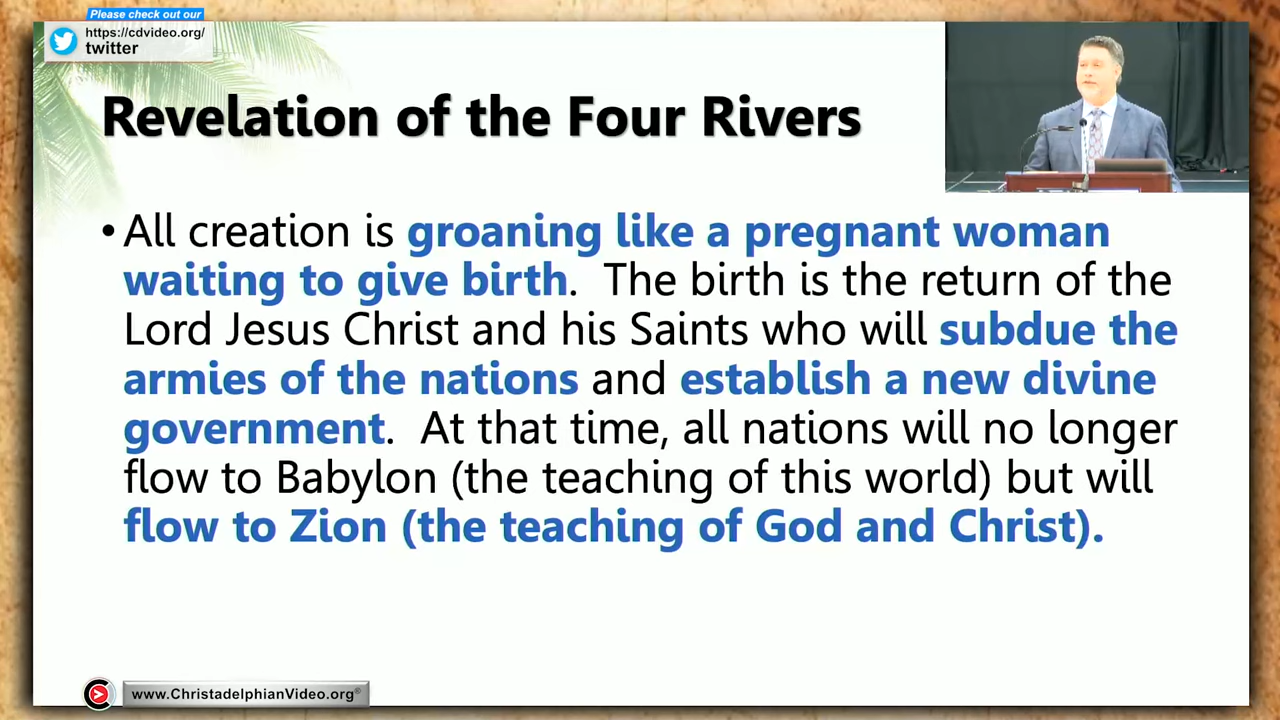 Please check out our
https://cdvideo.org/
twitter
Revelation of the Four Rivers
• All creation is groaning like a pregnant woman
waiting to give birth.  The birth is the return of the
Lord Jesus Christ and his Saints who will subdue the
armies of the nations and establish a new divine
government.  At that time, all nations will no longer
flow to Babylon (the teaching of this world) but will
flow to Zion (the teaching of God and Christ).
www.ChristadelphianVideo.org®